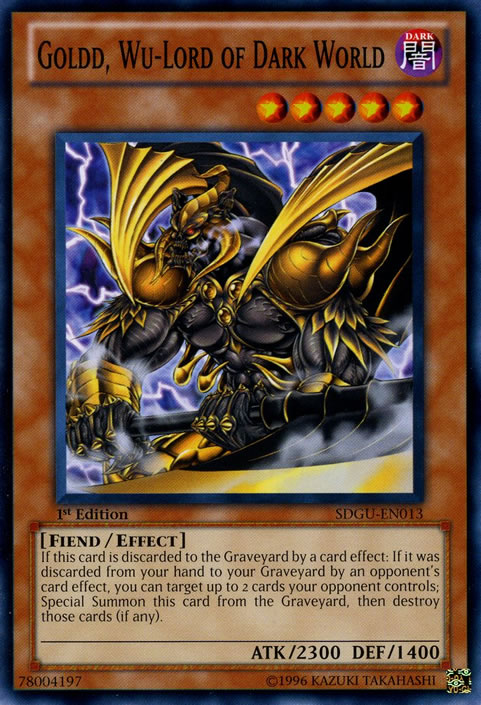 GOLDD, WU-LORD OF DARK WORLD
DARK
闇
1st Edition
SDGU-EN013
[FIEND / EFFECT]
If this card is discarded to the Graveyard by a card effect: If it was
discarded from your hand to your Graveyard by an opponent's
card effect, you can target up to 2 cards your opponent controls;
Special Summon this card from the Graveyard, then destroy
those cards (if any).
ATK/2300 DEF/1400
78004197
©1996 KAZUKI TAKAHASHI